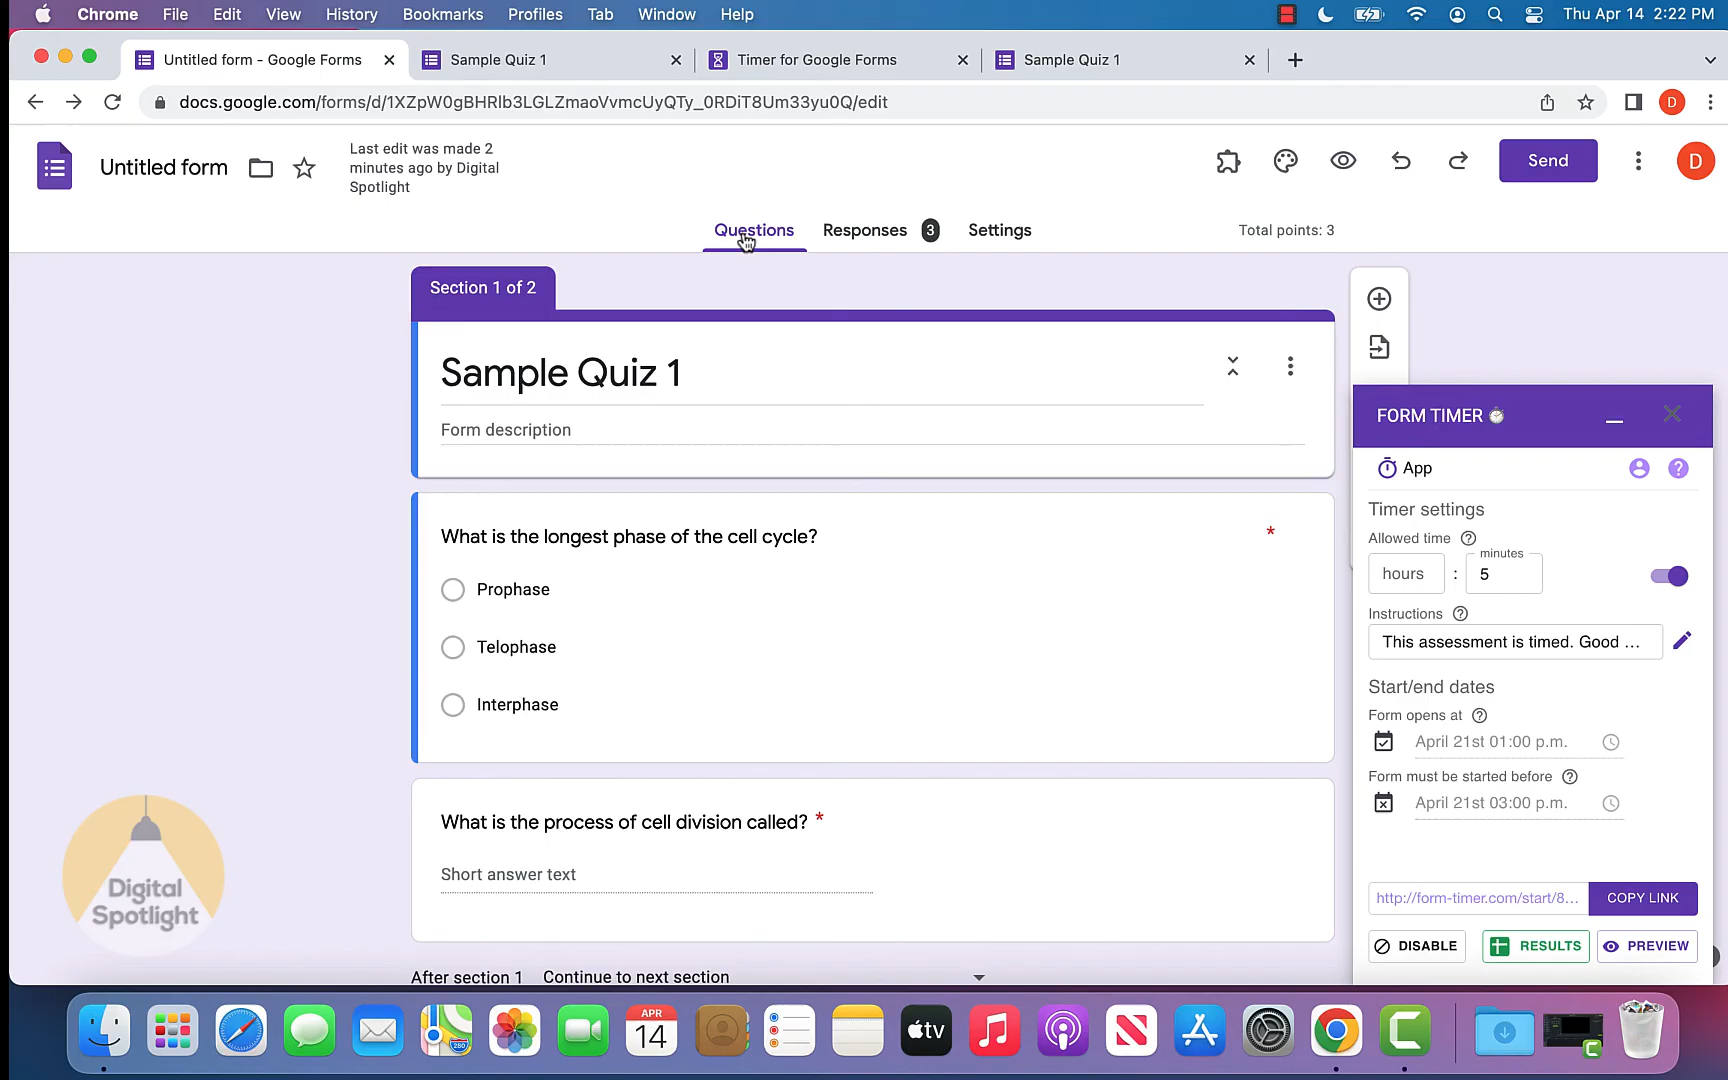 Chrome File Edit View History Bookmarks Profiles Tab Window Help Thu Apr 14 2:22 PM
Untitled form - Google Forms Sample Quiz 1 Timer for Google Forms Sample Quiz 1
docs.google.com/forms/d/1XZpW0gBHRlb3LGLZmaoVvmcUyQTy_0RDiT8Um33yu0Q/edit D
Untitled form
Last edit was made 2
minutes ago by Digital
Spotlight
Send D
Questions Responses 3 Settings Total points: 3
Section 1 of 2
Sample Quiz 1
Form description
What is the longest phase of the cell cycle? *
Prophase
Telophase
Interphase
What is the process of cell division called? *
Short answer text
After section 1 Continue to next section
FORM TIMER
App ?
Timer settings
Allowed time ?
minutes
hours : 5
Instructions ?
This assessment is timed. Good ...
Start/end dates
Form opens at ?
April 21st 01:00 p.m.
Form must be started before ?
April 21st 03:00 p.m.
http://form-timer.com/start/8... COPY LINK
DISABLE RESULTS PREVIEW
Digital
Spotlight
APR
14
280
tv